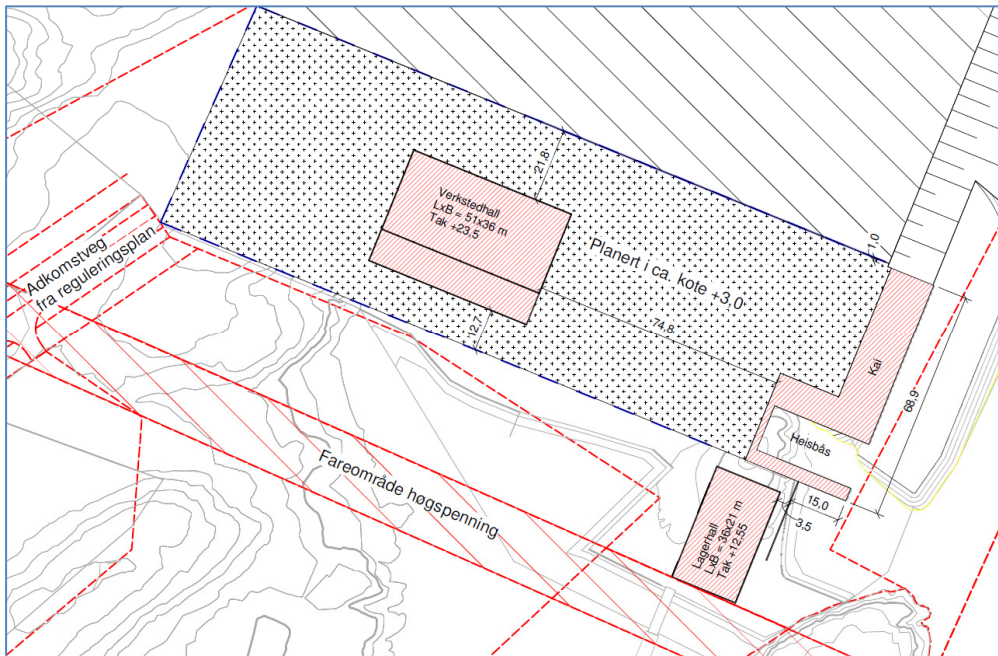 21,8
Verkstedhall
LxB = 51x36 m
Tak +23,5
Planert i ca. kote +3,0
1,0
Adkomstveg
fra reguleringsplan
74,8
12,7
Kai
68,9
Heisbås
Fareområde høgspenning
15,0
3,5
Lagerhall
LxB = 36x21 m
Tak +12,55